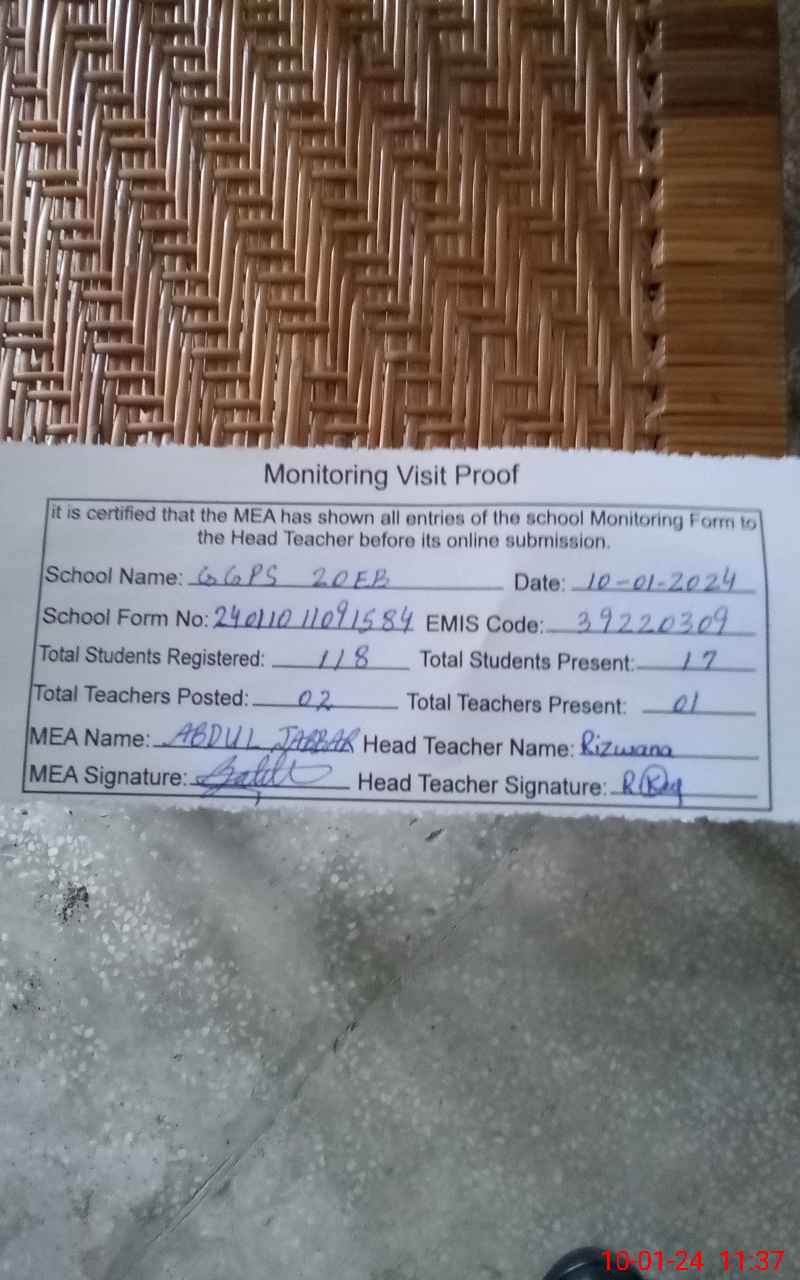 Monitoring Visit Proof
it is certified that the MEA has shown all entries of the school Monitoring Form to
the Head Teacher before its online submission.
School Name: GGPS 20EB Date: 10-01-2024
School Form No: 24011011091584 EMIS Code: 39220309
Total Students Registered: 118 Total Students Present: 17
Total Teachers Posted: 02 Total Teachers Present: 01
MEA Name: ABDUL JABBAR Head Teacher Name: Rizwana
MEA Signature: Head Teacher Signature:
10-01-24 11:37